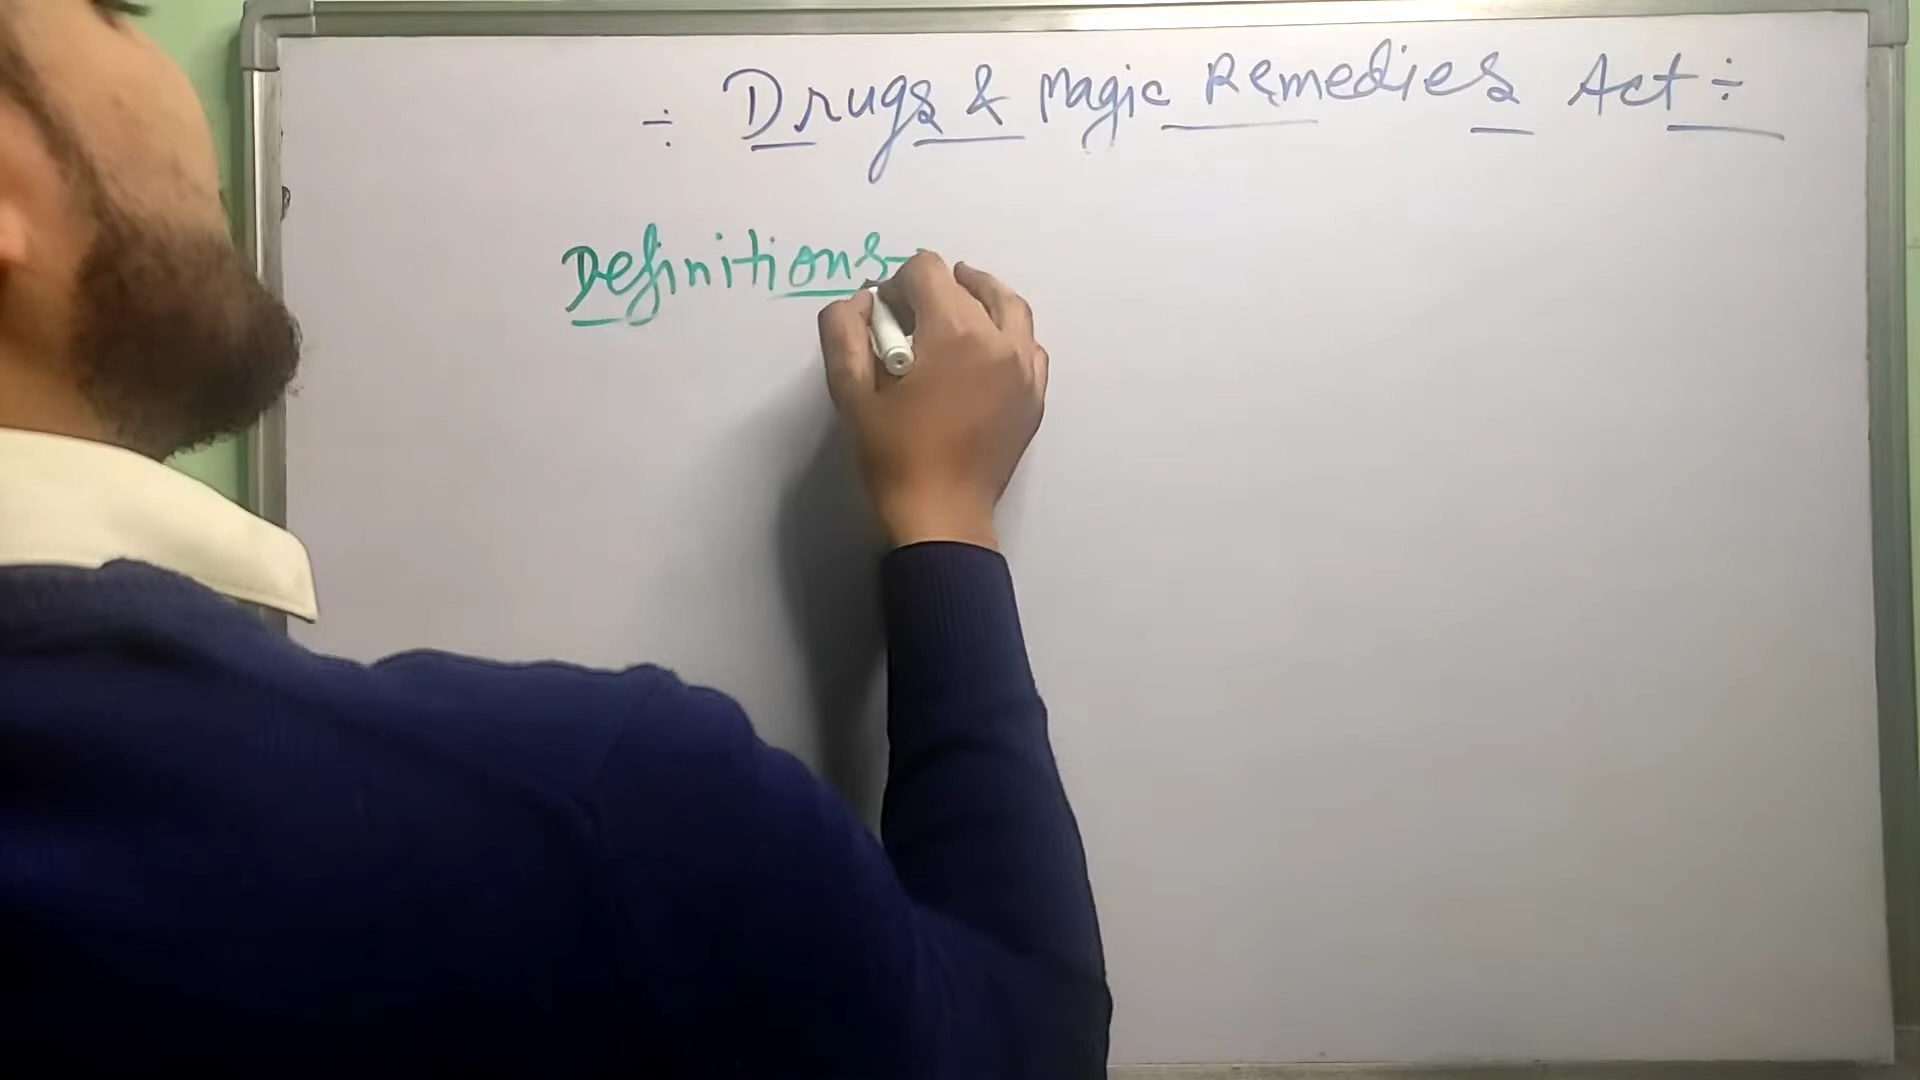 ÷ Drugs & Magic Remedies Act ÷
Definitions-